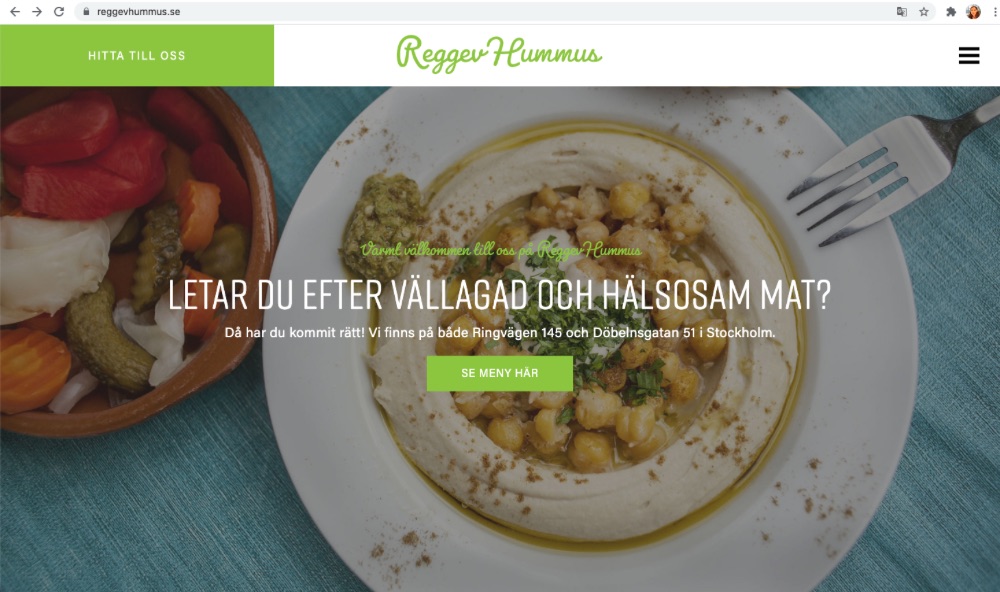 reggevhummus.se
HITTA TILL OSS
Reggev Hummus
Varmt välkommen till oss på Reggev Hummus
LETAR DU EFTER VÄLLAGAD OCH HÄLSOSAM MAT?
Då har du kommit rätt! Vi finns på både Ringvägen 145 och Döbelnsgatan 51 i Stockholm.
SE MENY HÄR